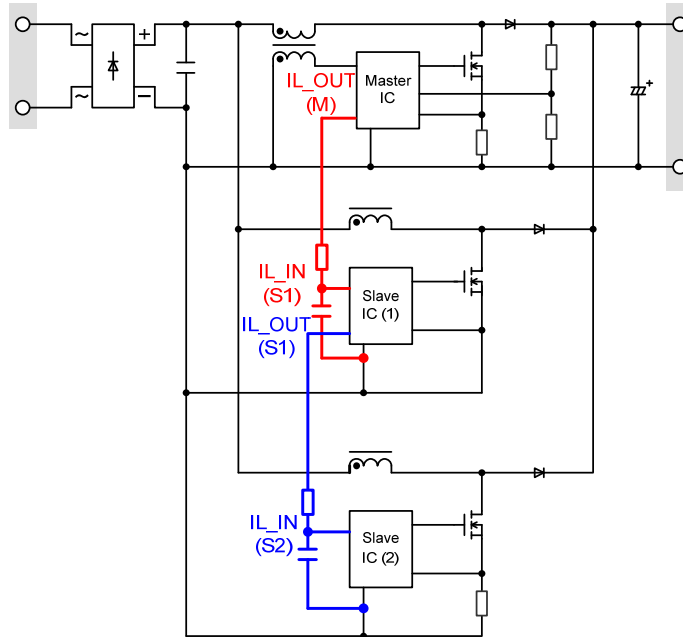 ~
+
~
−
IL_OUT
(M)
Master
IC
+
IL_IN
(S1)
IL_OUT
(S1)
Slave
IC (1)
IL_IN
(S2)
Slave
IC (2)